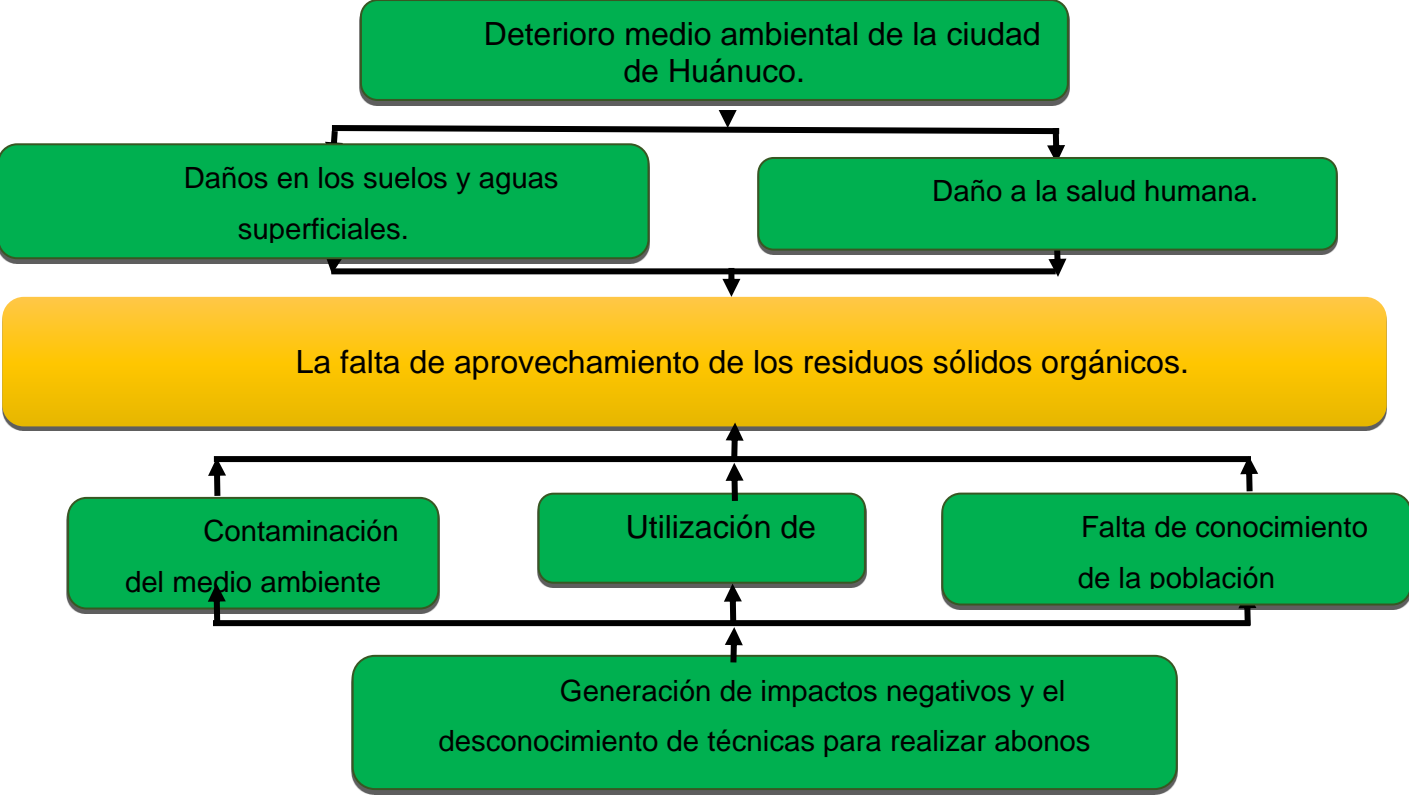 Deterioro medio ambiental de la ciudad
de Huánuco.
Daños en los suelos y aguas
superficiales.
Daño a la salud humana.
La falta de aprovechamiento de los residuos sólidos orgánicos.
Contaminación
del medio ambiente
Utilización de
Falta de conocimiento
de la población
Generación de impactos negativos y el
desconocimiento de técnicas para realizar abonos